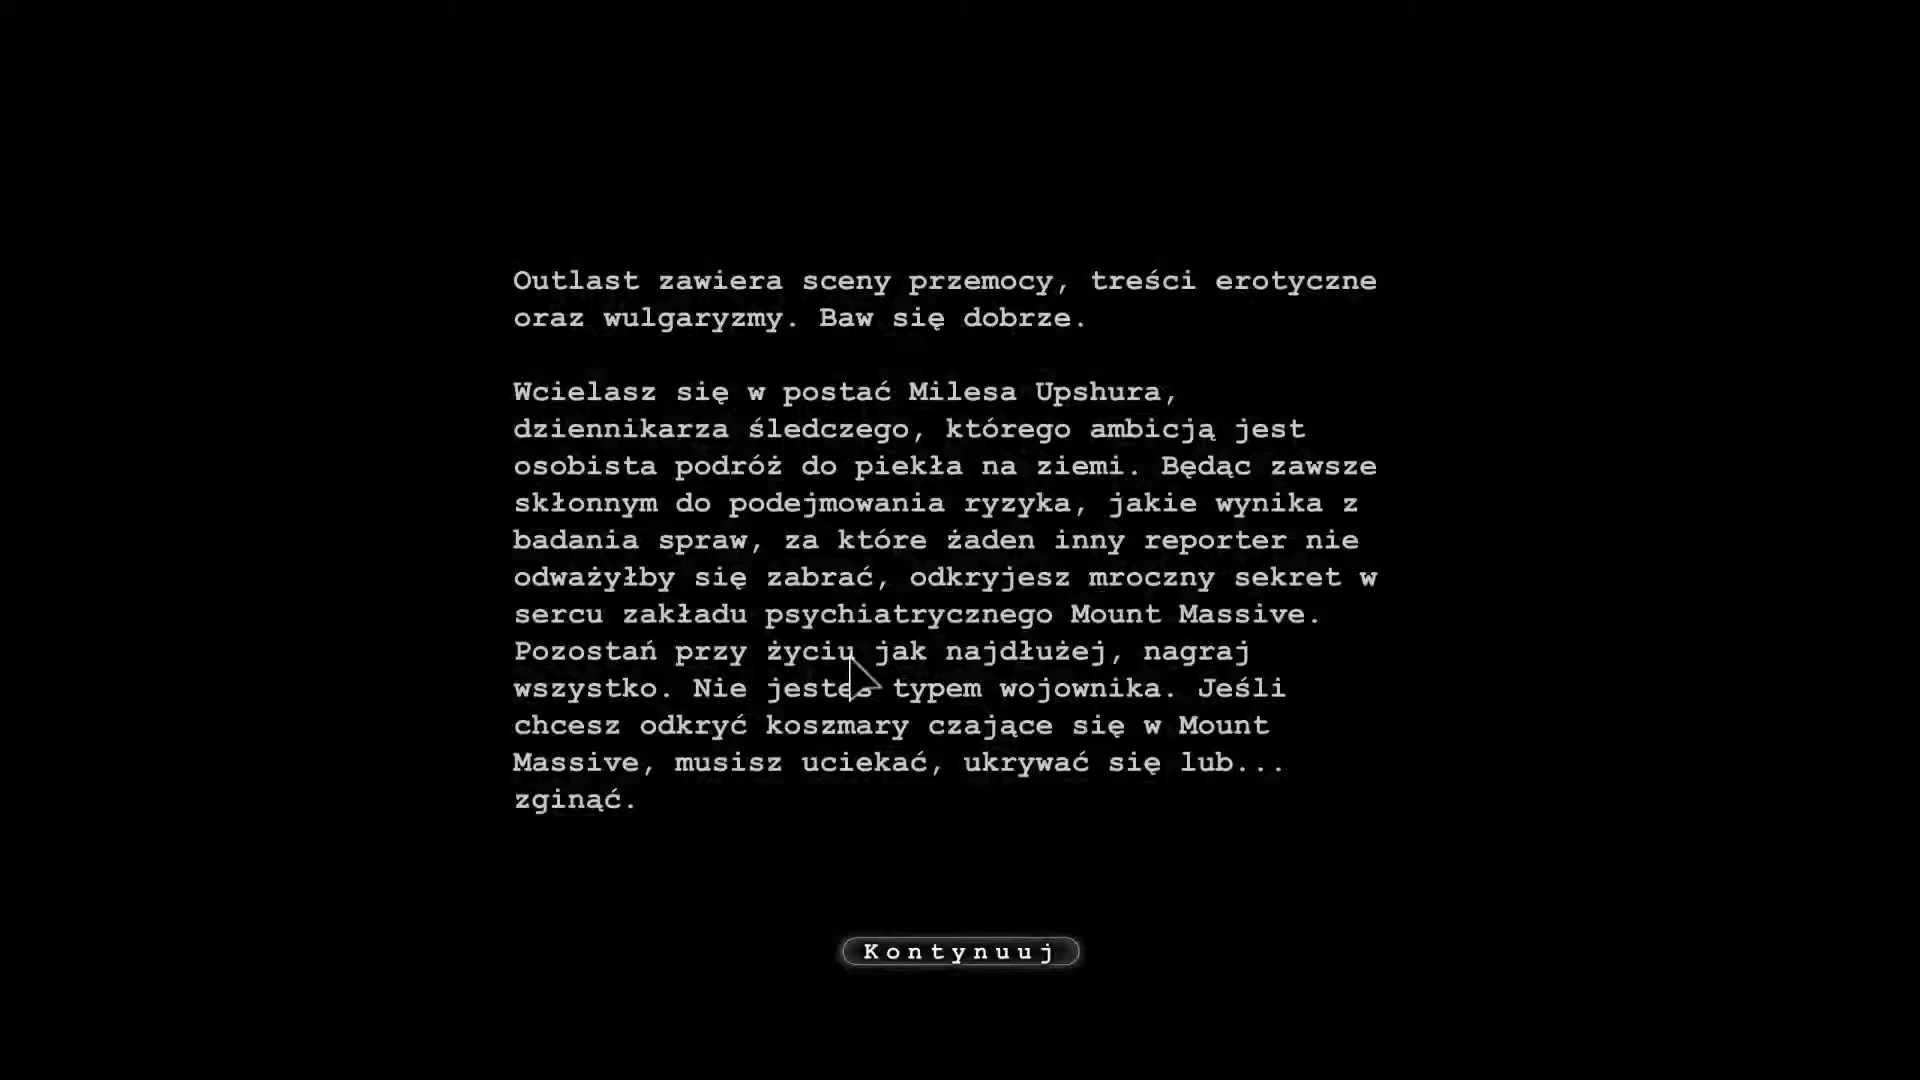 Outlast zawiera sceny przemocy, treści erotyczne
oraz wulgaryzmy. Baw się dobrze.
Wcielasz się w postać Milesa Upshura,
dziennikarza śledczego, którego ambicją jest
osobista podróż do piekła na ziemi. Będąc zawsze
skłonnym do podejmowania ryzyka, jakie wynika z
badania spraw, za które żaden inny reporter nie
odważyłby się zabrać, odkryjesz mroczny sekret w
sercu zakładu psychiatrycznego Mount Massive.
Pozostań przy życiu jak najdłużej, nagraj
wszystko. Nie jesteś typem wojownika. Jeśli
chcesz odkryć koszmary czające się w Mount
Massive, musisz uciekać, ukrywać się lub...
zginąć.
Kontynuuj